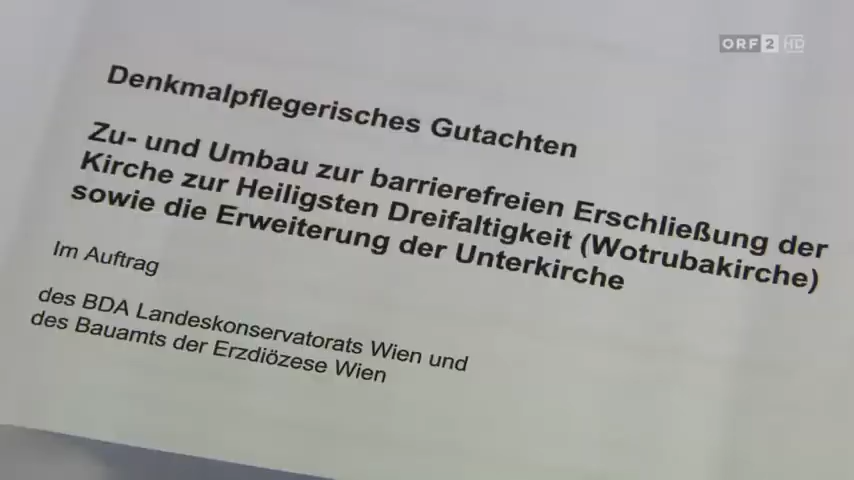 ORF 2 HD
Denkmalpflegerisches Gutachten
Zu- und Umbau zur barrierefreien Erschließung der
Kirche zur Heiligsten Dreifaltigkeit (Wotrubakirche)
sowie die Erweiterung der Unterkirche
Im Auftrag
des BDA Landeskonservatorats Wien und
des Bauamts der Erzdiözese Wien